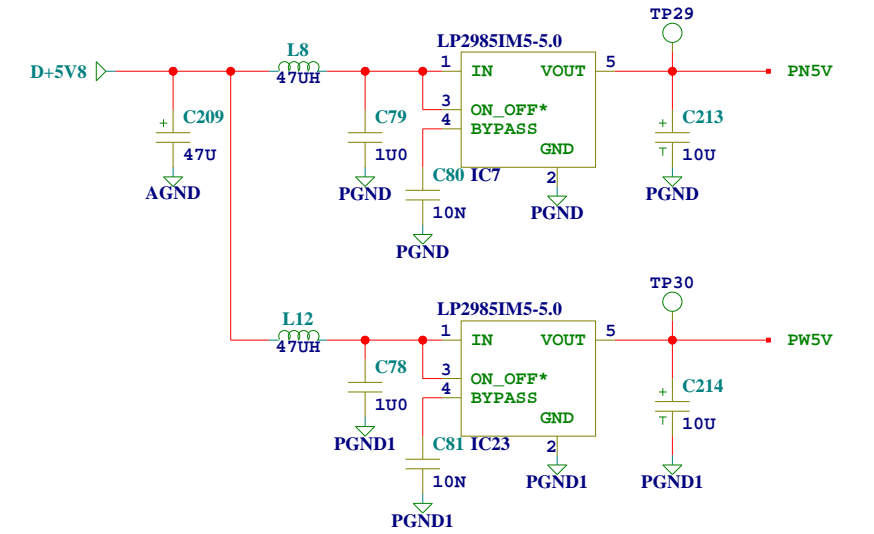 TP29
L8
LP2985IM5-5.0
D+5V8
47UH
1
IN
VOUT
5
PN5V
3
ON_OFF*
4
BYPASS
C209
C79
C213
+
+
47U
1U0
GND
10U
T
C80
IC7
2
AGND
PGND
10N
PGND
PGND
PGND
TP30
L12
LP2985IM5-5.0
47UH
1
IN
VOUT
5
PW5V
3
ON_OFF*
4
BYPASS
C78
C214
+
1U0
GND
10U
T
PGND1
C81
IC23
2
10N
PGND1
PGND1
PGND1